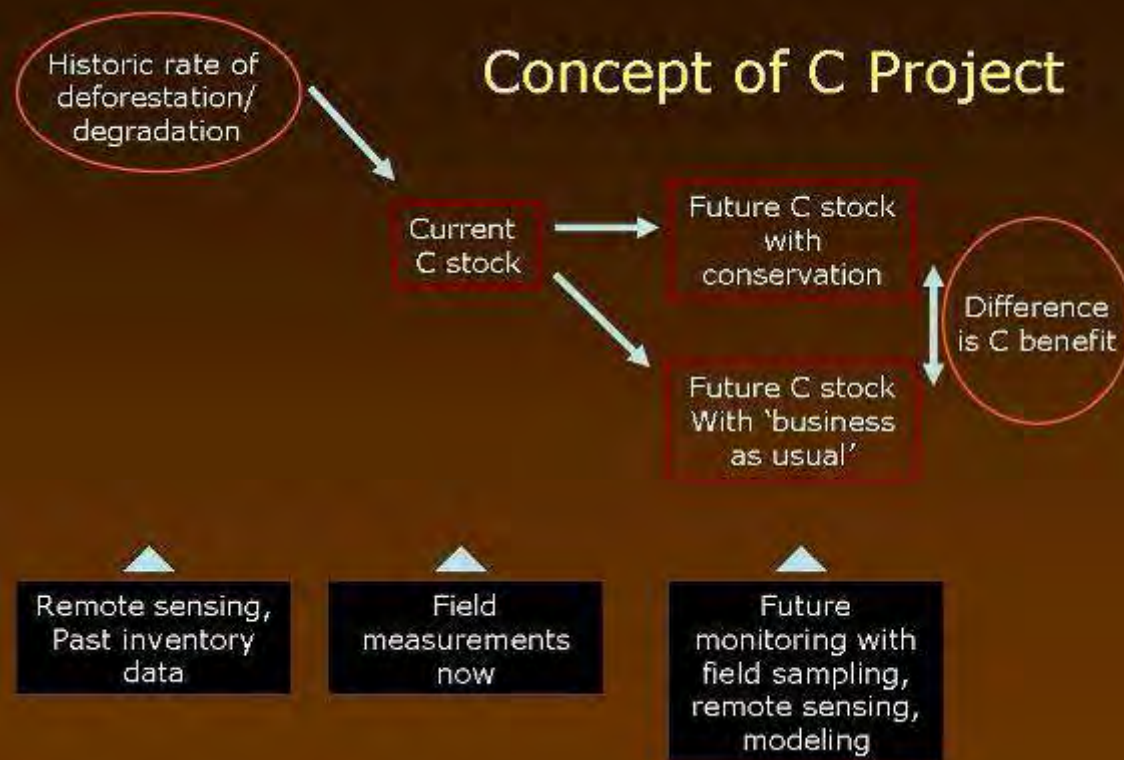 Concept of C Project
Historic rate of
deforestation/
degradation
Current
C stock
Future C stock
with
conservation
Future C stock
With ‘business
as usual’
Difference
is C benefit
Remote sensing,
Past inventory
data
Field
measurements
now
Future
monitoring with
field sampling,
remote sensing,
modeling